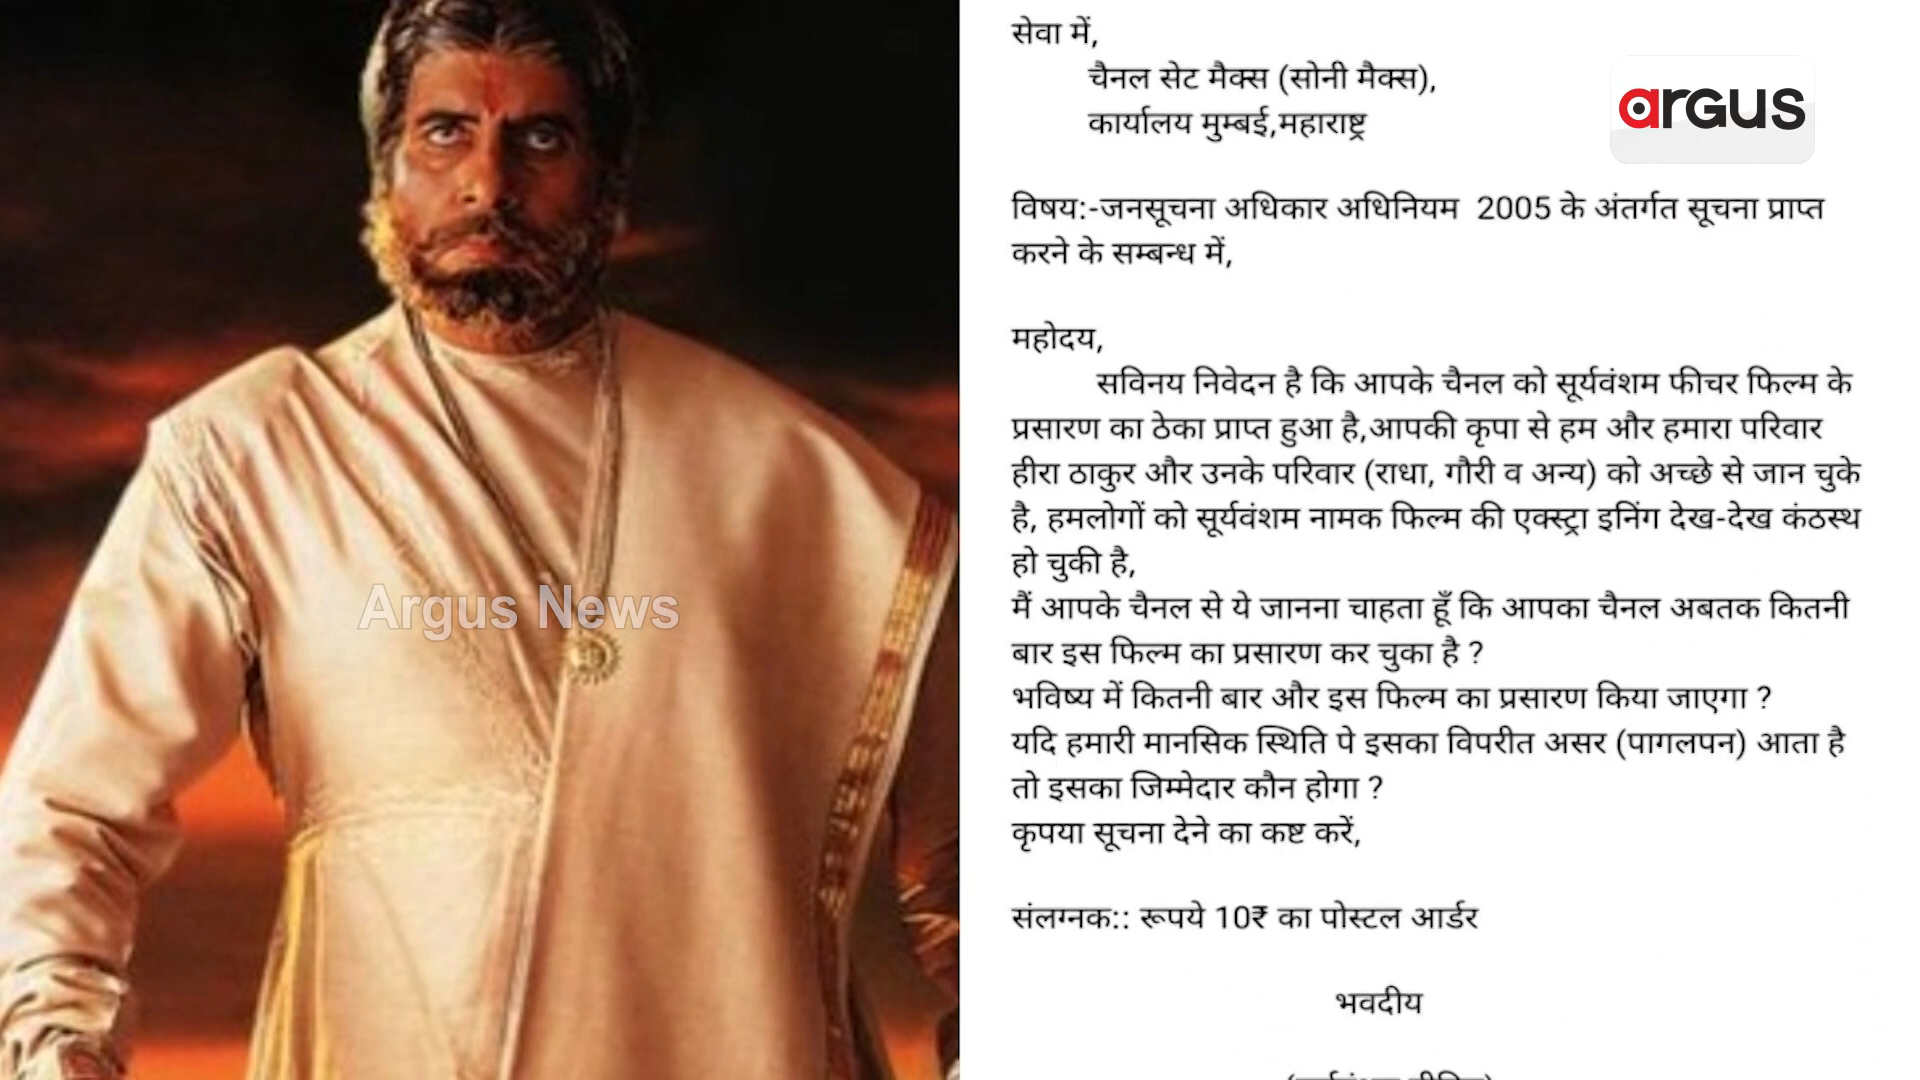 सेवा में,
चैनल सेट मैक्स (सोनी मैक्स),
कार्यालय मुम्बई,महाराष्ट्र
argus
विषय:-जनसूचना अधिकार अधिनियम 2005 के अंतर्गत सूचना प्राप्त
करने के सम्बन्ध में,
महोदय,
सविनय निवेदन है कि आपके चैनल को सूर्यवंशम फीचर फिल्म के
प्रसारण का ठेका प्राप्त हुआ है,आपकी कृपा से हम और हमारा परिवार
हीरा ठाकुर और उनके परिवार (राधा, गौरी व अन्य) को अच्छे से जान चुके
है, हमलोगों को सूर्यवंशम नामक फिल्म की एक्स्ट्रा इनिंग देख-देख कंठस्थ
हो चुकी है,
मैं आपके चैनल से ये जानना चाहता हूँ कि आपका चैनल अबतक कितनी
बार इस फिल्म का प्रसारण कर चुका है ?
भविष्य में कितनी बार और इस फिल्म का प्रसारण किया जाएगा ?
यदि हमारी मानसिक स्थिति पे इसका विपरीत असर (पागलपन) आता है
तो इसका जिम्मेदार कौन होगा ?
कृपया सूचना देने का कष्ट करें,
संलग्नक:: रूपये 10₹ का पोस्टल आर्डर
भवदीय
Argus News